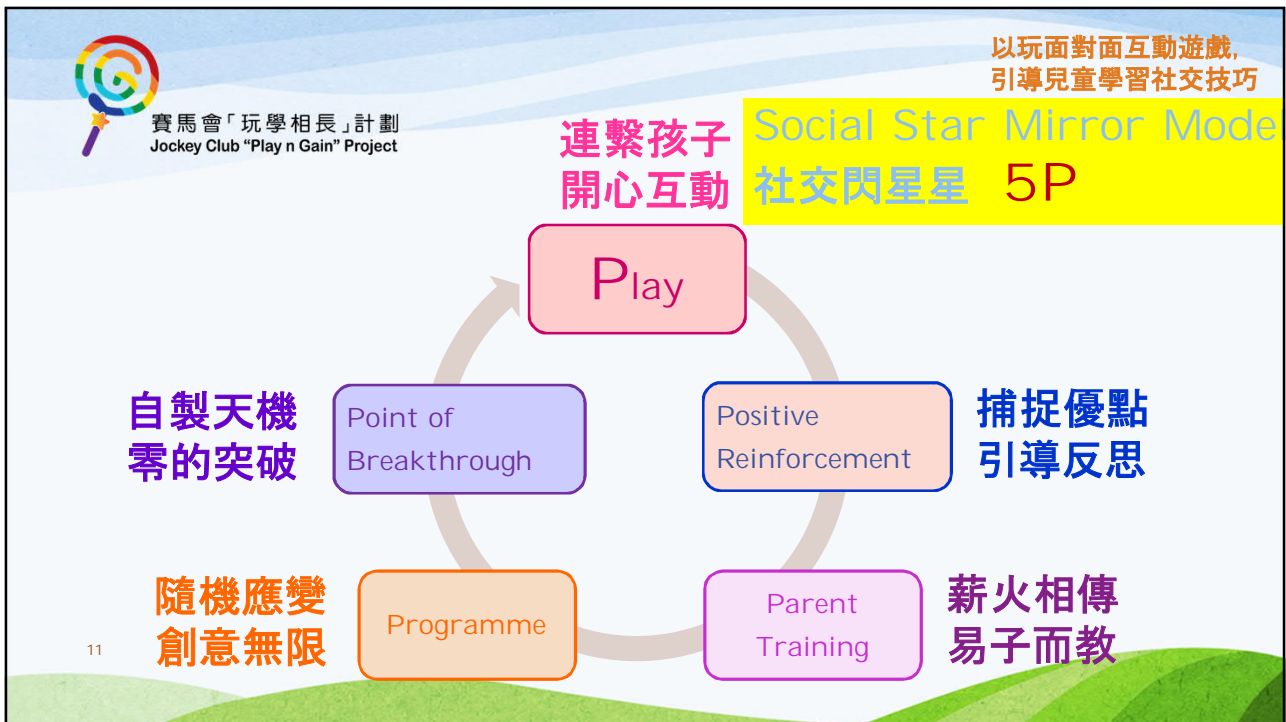 賽馬會「玩學相長」計劃
Jockey Club “Play n Gain” Project
以玩面對面互動遊戲,
引導兒童學習社交技巧
連繫孩子
開心互動
Social Star Mirror Mode
社交閃星星 5P
Play
自製天機
零的突破
Point of
Breakthrough
Positive
Reinforcement
捕捉優點
引導反思
隨機應變
創意無限
Programme
Parent
Training
薪火相傳
易子而教
11